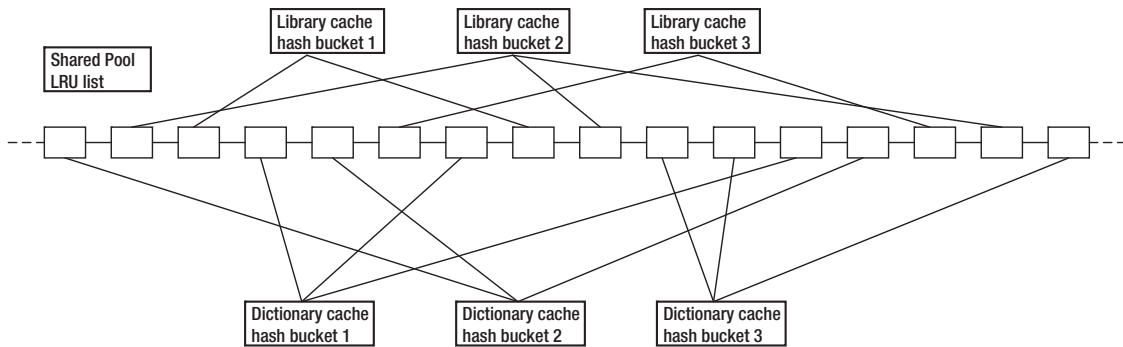 Library cache
hash bucket 1
Library cache
hash bucket 2
Library cache
hash bucket 3
Shared Pool
LRU list
Dictionary cache
hash bucket 1
Dictionary cache
hash bucket 2
Dictionary cache
hash bucket 3